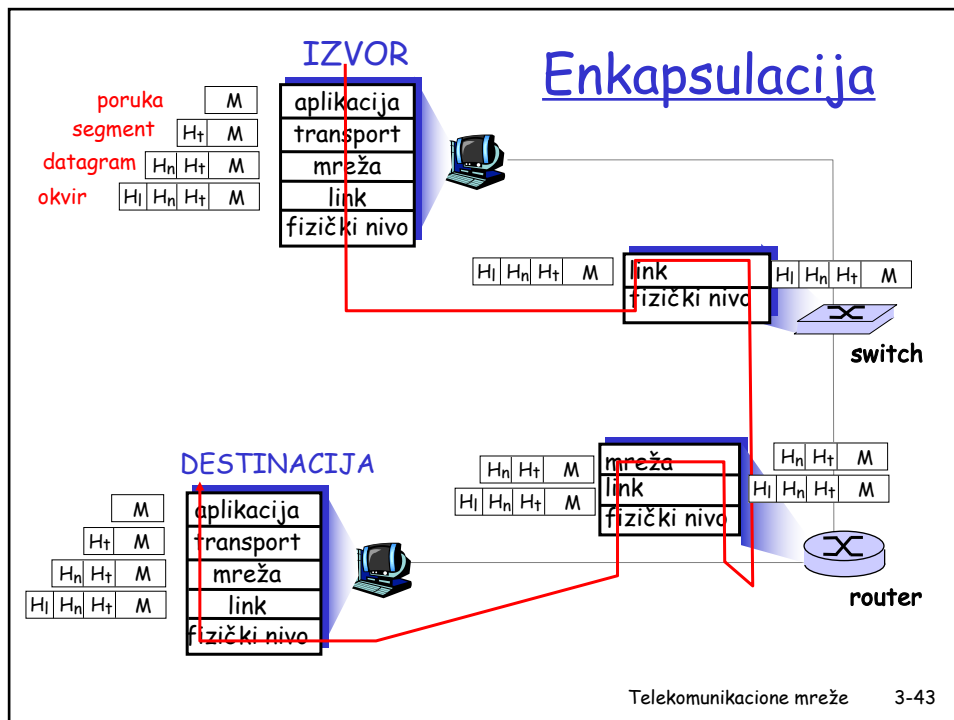 IZVOR
Enkapsulacija
poruka M aplikacija
segment Ht M transport
datagram Hn Ht M mreža
okvir Hl Hn Ht M link
fizički nivo
Hl Hn Ht M link Hl Hn Ht M
fizički nivo
switch
DESTINACIJA
Hn Ht M mreža Hn Ht M
Hl Hn Ht M link Hl Hn Ht M
fizički nivo
M aplikacija
Ht M transport
Hn Ht M mreža
Hl Hn Ht M link
fizički nivo
router
Telekomunikacione mreže 3-43